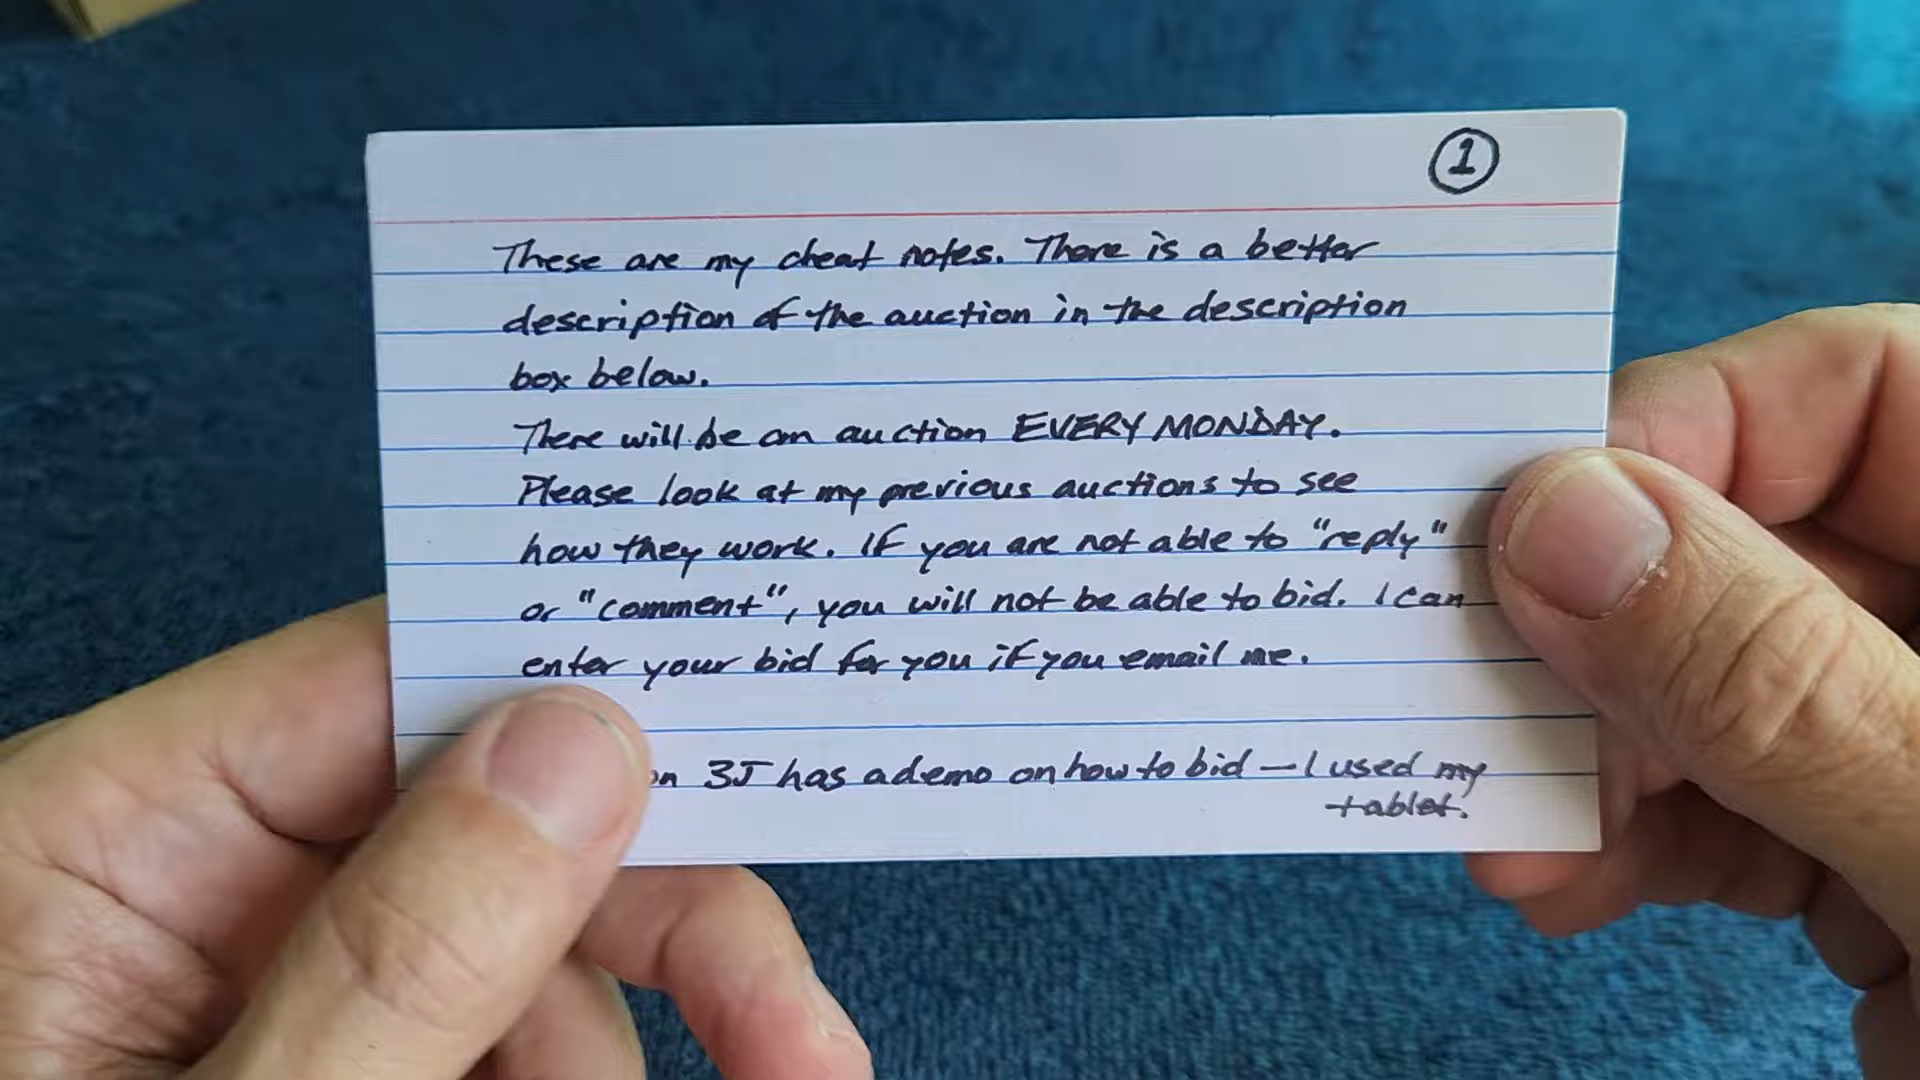 1
These are my cheat notes. There is a better
description of the auction in the description
box below.
There will be an auction EVERY MONDAY.
Please look at my previous auctions to see
how they work. If you are not able to "reply"
or "comment", you will not be able to bid. I can
enter your bid for you if you email me.
3J has a demo on how to bid — I used my
tablet.